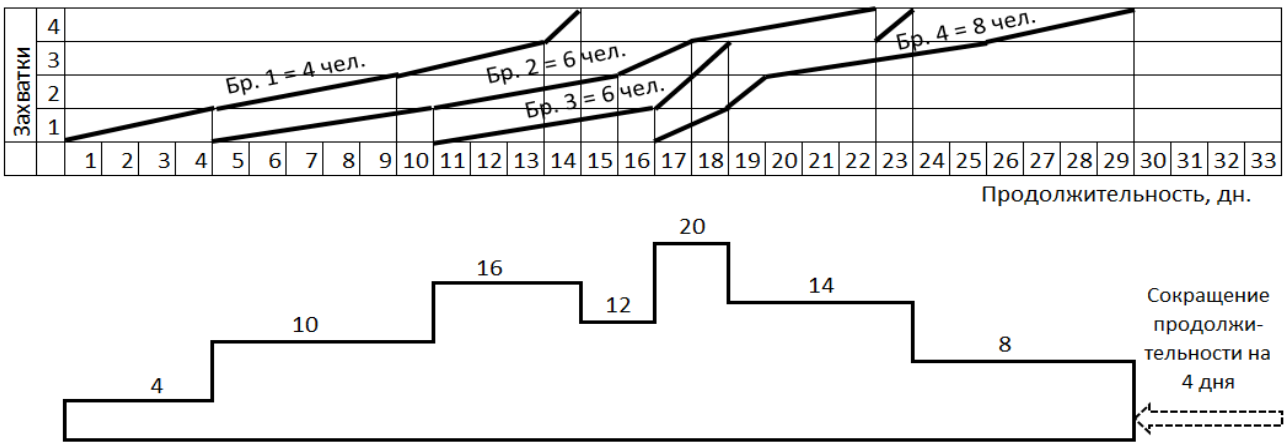 Захватки
4
3
2
1
Бр. 1 = 4 чел.
Бр. 2 = 6 чел.
Бр. 3 = 6 чел.
Бр. 4 = 8 чел.
1 2 3 4 5 6 7 8 9 10 11 12 13 14 15 16 17 18 19 20 21 22 23 24 25 26 27 28 29 30 31 32 33
Продолжительность, дн.
4
10
16
12
20
14
8
Сокращение
продолжи-
тельности на
4 дня